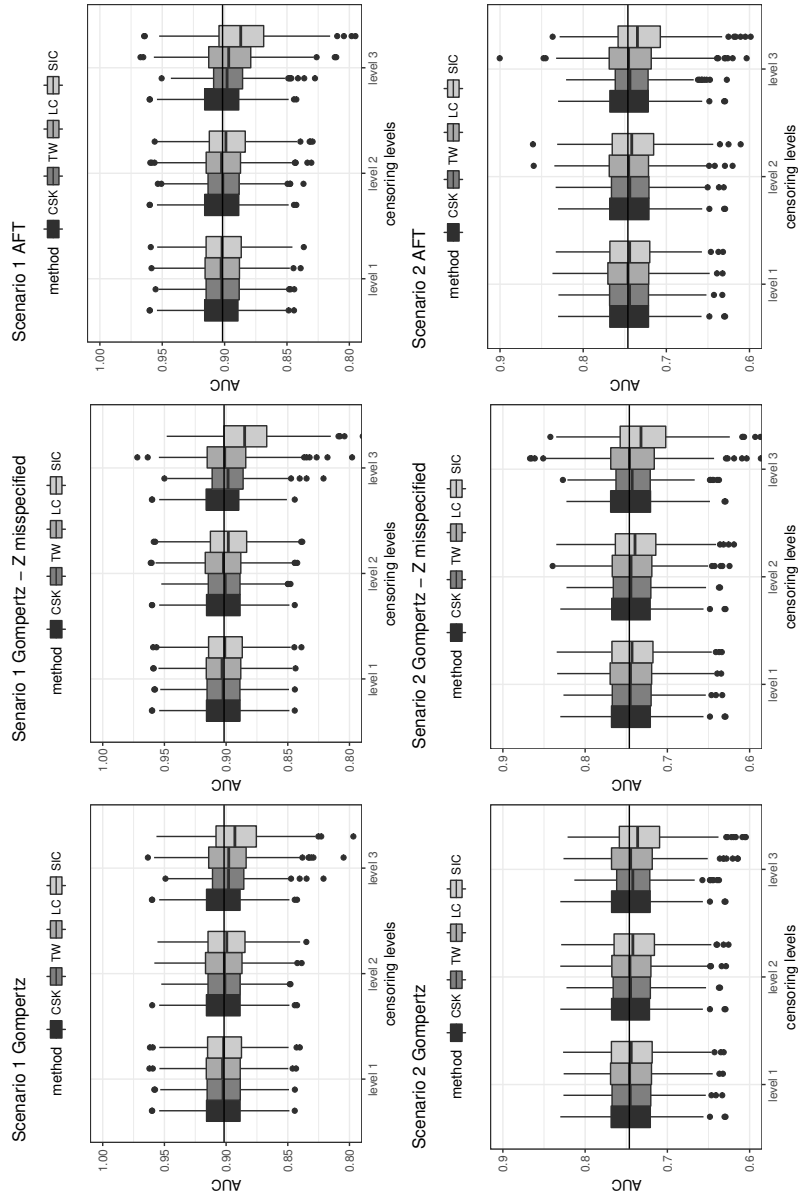 Scenario 1 Gompertz
method CSK TW LC SIC
1.00
0.95
0.90
0.85
0.80
AUC
level 1 level 2 level 3
censoring levels
Senario 1 Gompertz – Z misspecified
method CSK TW LC SIC
1.00
0.95
0.90
0.85
0.80
AUC
level 1 level 2 level 3
censoring levels
Scenario 1 AFT
method CSK TW LC SIC
1.00
0.95
0.90
0.85
0.80
AUC
level 1 level 2 level 3
censoring levels
Scenario 2 Gompertz
method CSK TW LC SIC
0.9
0.8
0.7
0.6
AUC
level 1 level 2 level 3
censoring levels
Senario 2 Gompertz – Z misspecified
method CSK TW LC SIC
0.9
0.8
0.7
0.6
AUC
level 1 level 2 level 3
censoring levels
Scenario 2 AFT
method CSK TW LC SIC
0.9
0.8
0.7
0.6
AUC
level 1 level 2 level 3
censoring levels